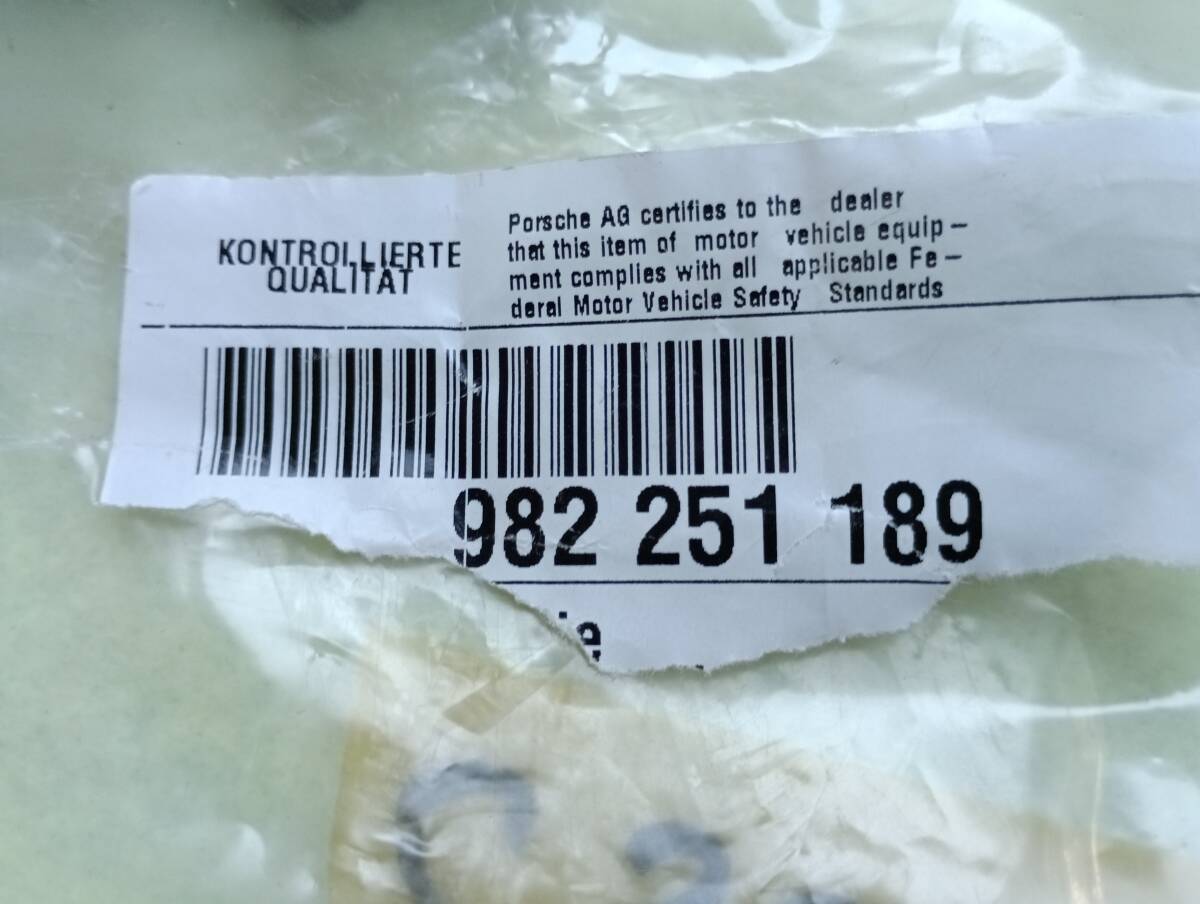 KONTROLLIERTE
QUALITÄT
Porsche AG certifies to the dealer
that this item of motor vehicle equip –
ment complies with all applicable Fe –
deral Motor Vehicle Safety Standards
982 251 189